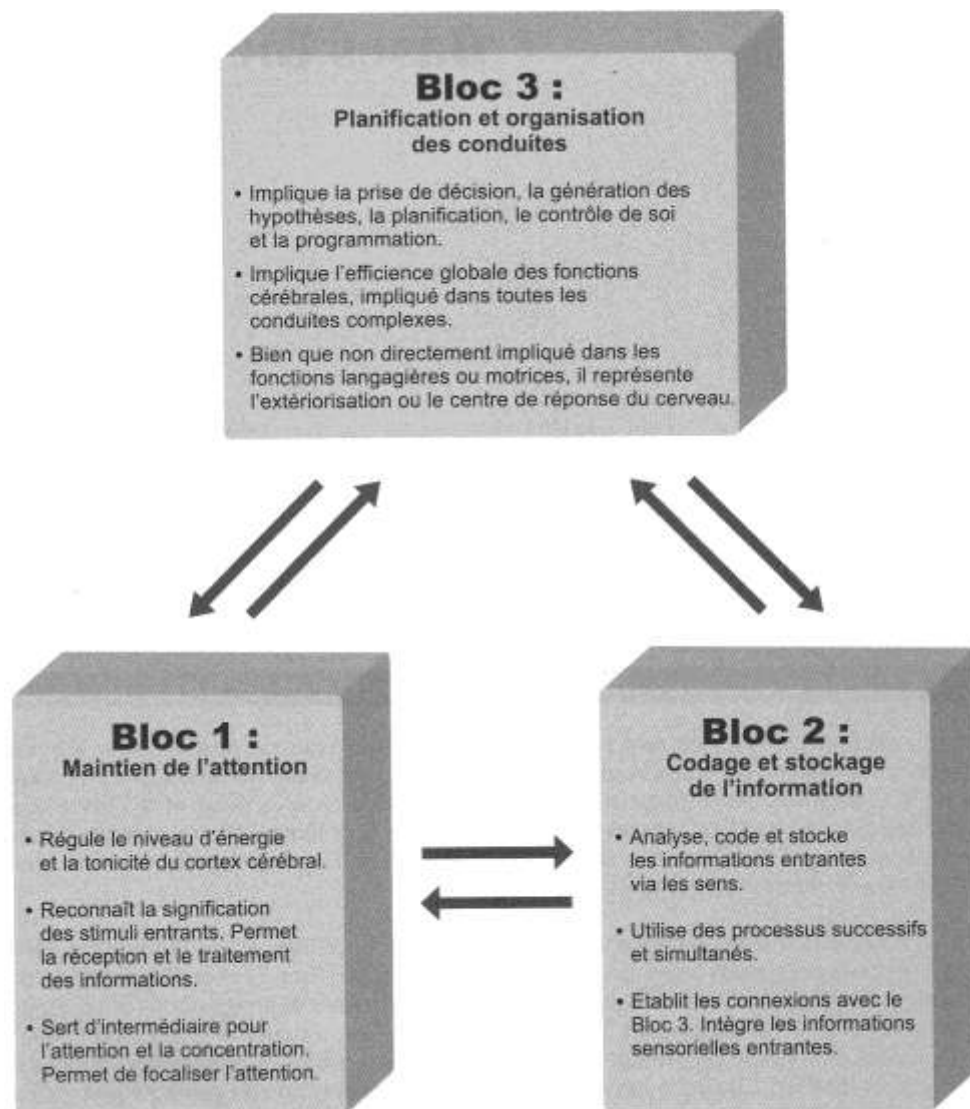 Bloc 3 :
Planification et organisation
des conduites
• Implique la prise de décision, la génération des
hypothèses, la planification, le contrôle de soi
et la programmation.
• Implique l'efficience globale des fonctions
cérébrales, impliqué dans toutes les
conduites complexes.
• Bien que non directement impliqué dans les
fonctions langagières ou motrices, il représente
l'extériorisation ou le centre de réponse du cerveau.
Bloc 1 :
Maintien de l'attention
• Régule le niveau d'énergie
et la tonicité du cortex cérébral.
• Reconnaît la signification
des stimuli entrants. Permet
la réception et le traitement
des informations.
• Sert d'intermédiaire pour
l'attention et la concentration.
Permet de focaliser l'attention.
Bloc 2 :
Codage et stockage
de l'information
• Analyse, code et stocke
les informations entrantes
via les sens.
• Utilise des processus successifs
et simultanés.
• Etablit les connexions avec le
Bloc 3. Intègre les informations
sensorielles entrantes.